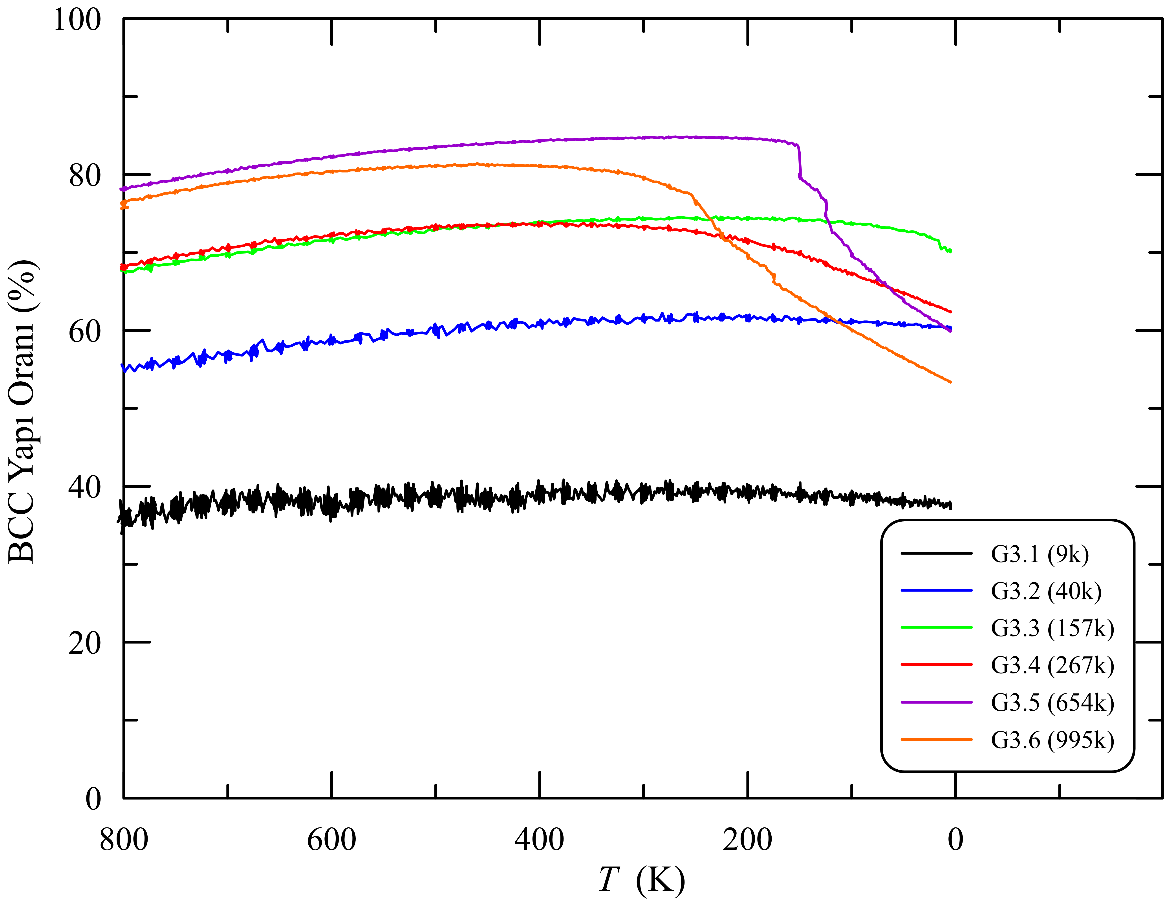 100
80
60
40
20
0
BCC Yapı Oranı (%)
800 600 400 200 0
T (K)
G3.1 (9k)
G3.2 (40k)
G3.3 (157k)
G3.4 (267k)
G3.5 (654k)
G3.6 (995k)